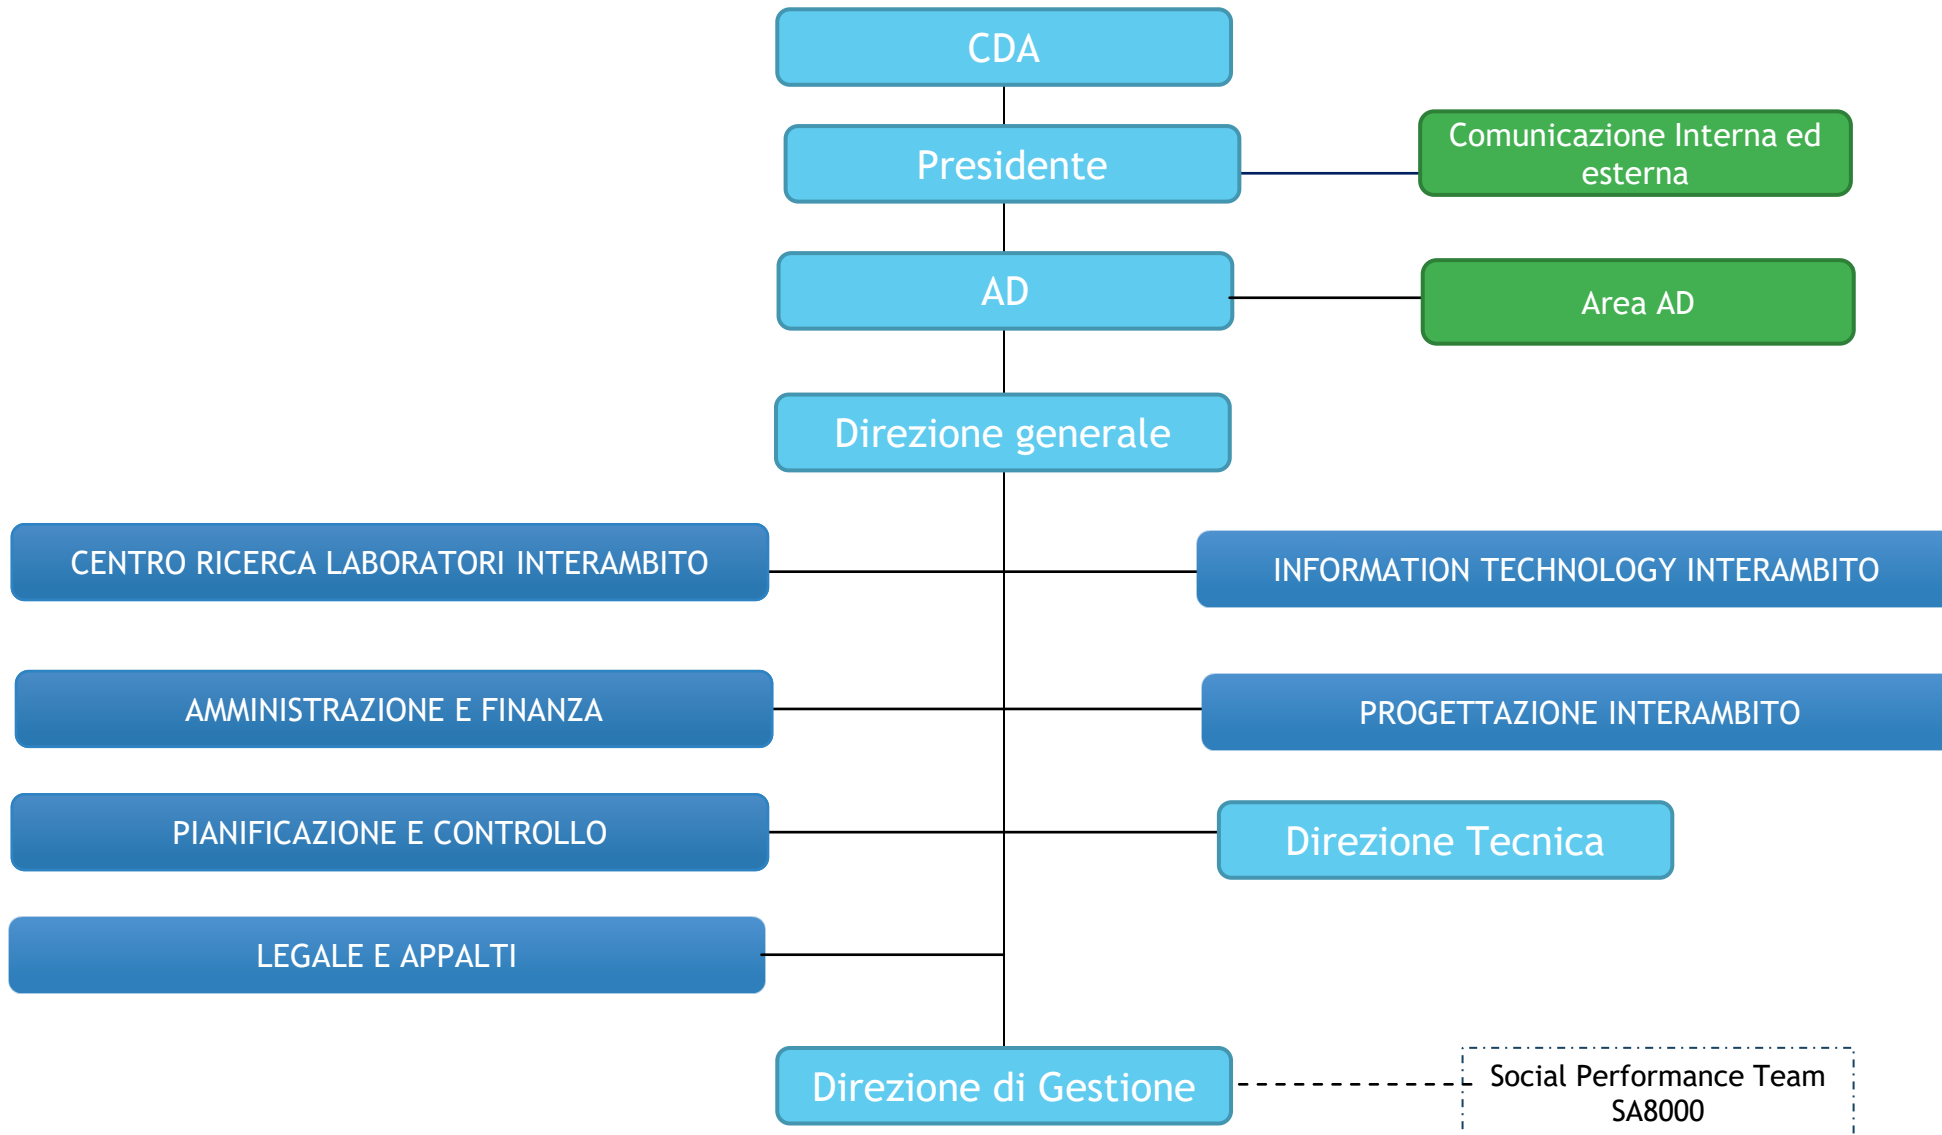 CDA
Presidente
Comunicazione Interna ed
esterna
AD
Area AD
Direzione generale
CENTRO RICERCA LABORATORI INTERAMBITO
INFORMATION TECHNOLOGY INTERAMBITO
AMMINISTRAZIONE E FINANZA
PROGETTAZIONE INTERAMBITO
PIANIFICAZIONE E CONTROLLO
Direzione Tecnica
LEGALE E APPALTI
Direzione di Gestione
Social Performance Team
SA8000